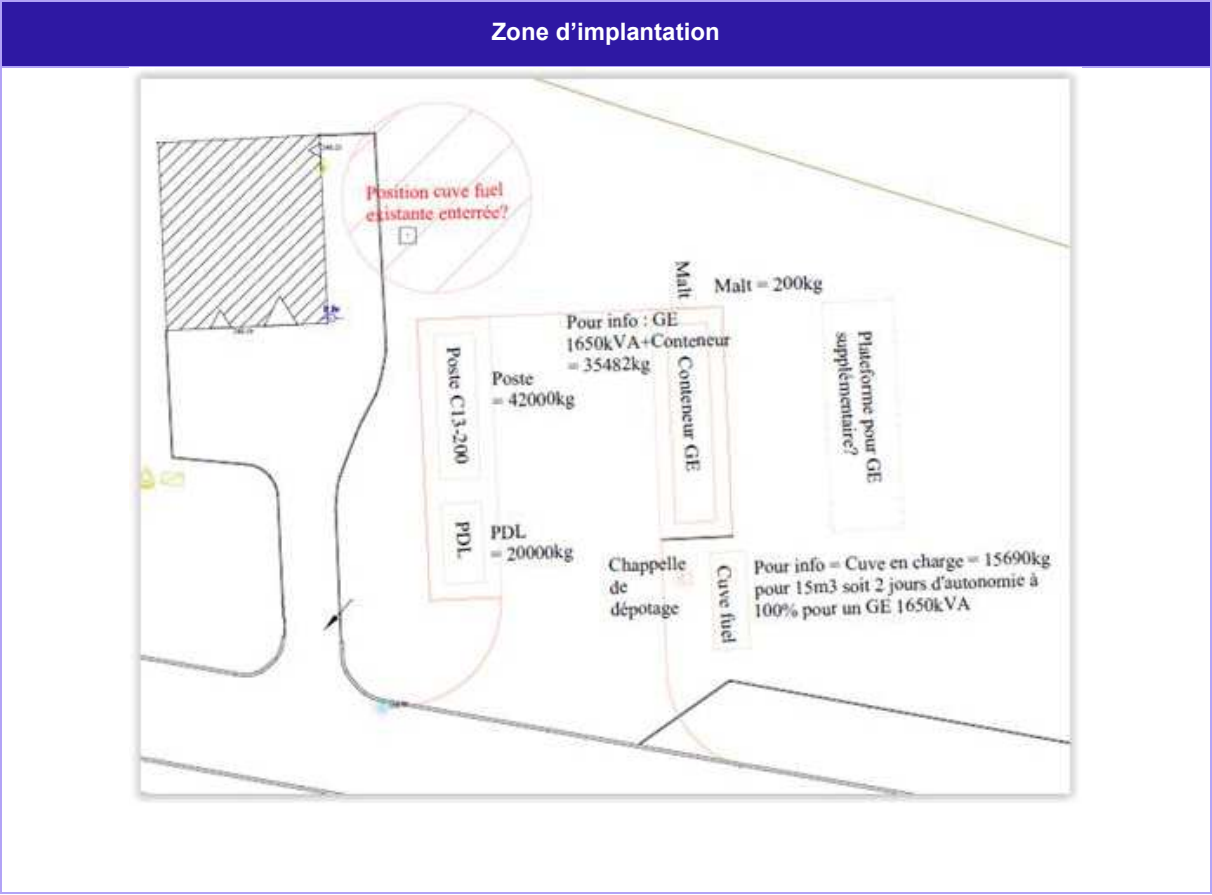 Zone d'implantation
Position cuve fuel
existante enterrée?
Malt
Malt = 200kg
Pour info : GE
1650kVA+Conteneur
= 35482kg
Poste C13-200
Poste
= 42000kg
Conteneur GE
Plateforme pour GE
supplémentaire?
PDL
PDL
= 20000kg
Chappelle
de
dépotage
Cuve fuel
Pour info = Cuve en charge = 15690kg
pour 15m3 soit 2 jours d'autonomie à
100% pour un GE 1650kVA